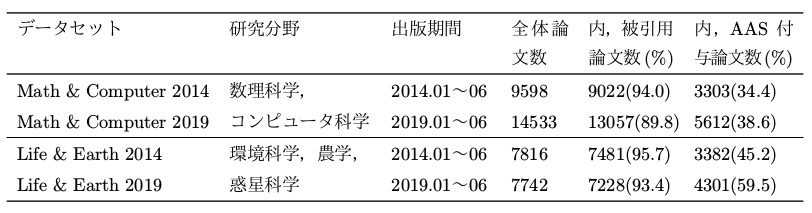 データセット 研究分野 出版期間 全体論文数 内，被引用論文数(%) 内，AAS 付与論文数(%)
Math & Computer 2014 数理科学， 2014.01〜06 9598 9022(94.0) 3303(34.4)
Math & Computer 2019 コンピュータ科学 2019.01〜06 14533 13057(89.8) 5612(38.6)
Life & Earth 2014 環境科学，農学， 2014.01〜06 7816 7481(95.7) 3382(45.2)
Life & Earth 2019 惑星科学 2019.01〜06 7742 7228(93.4) 4301(59.5)